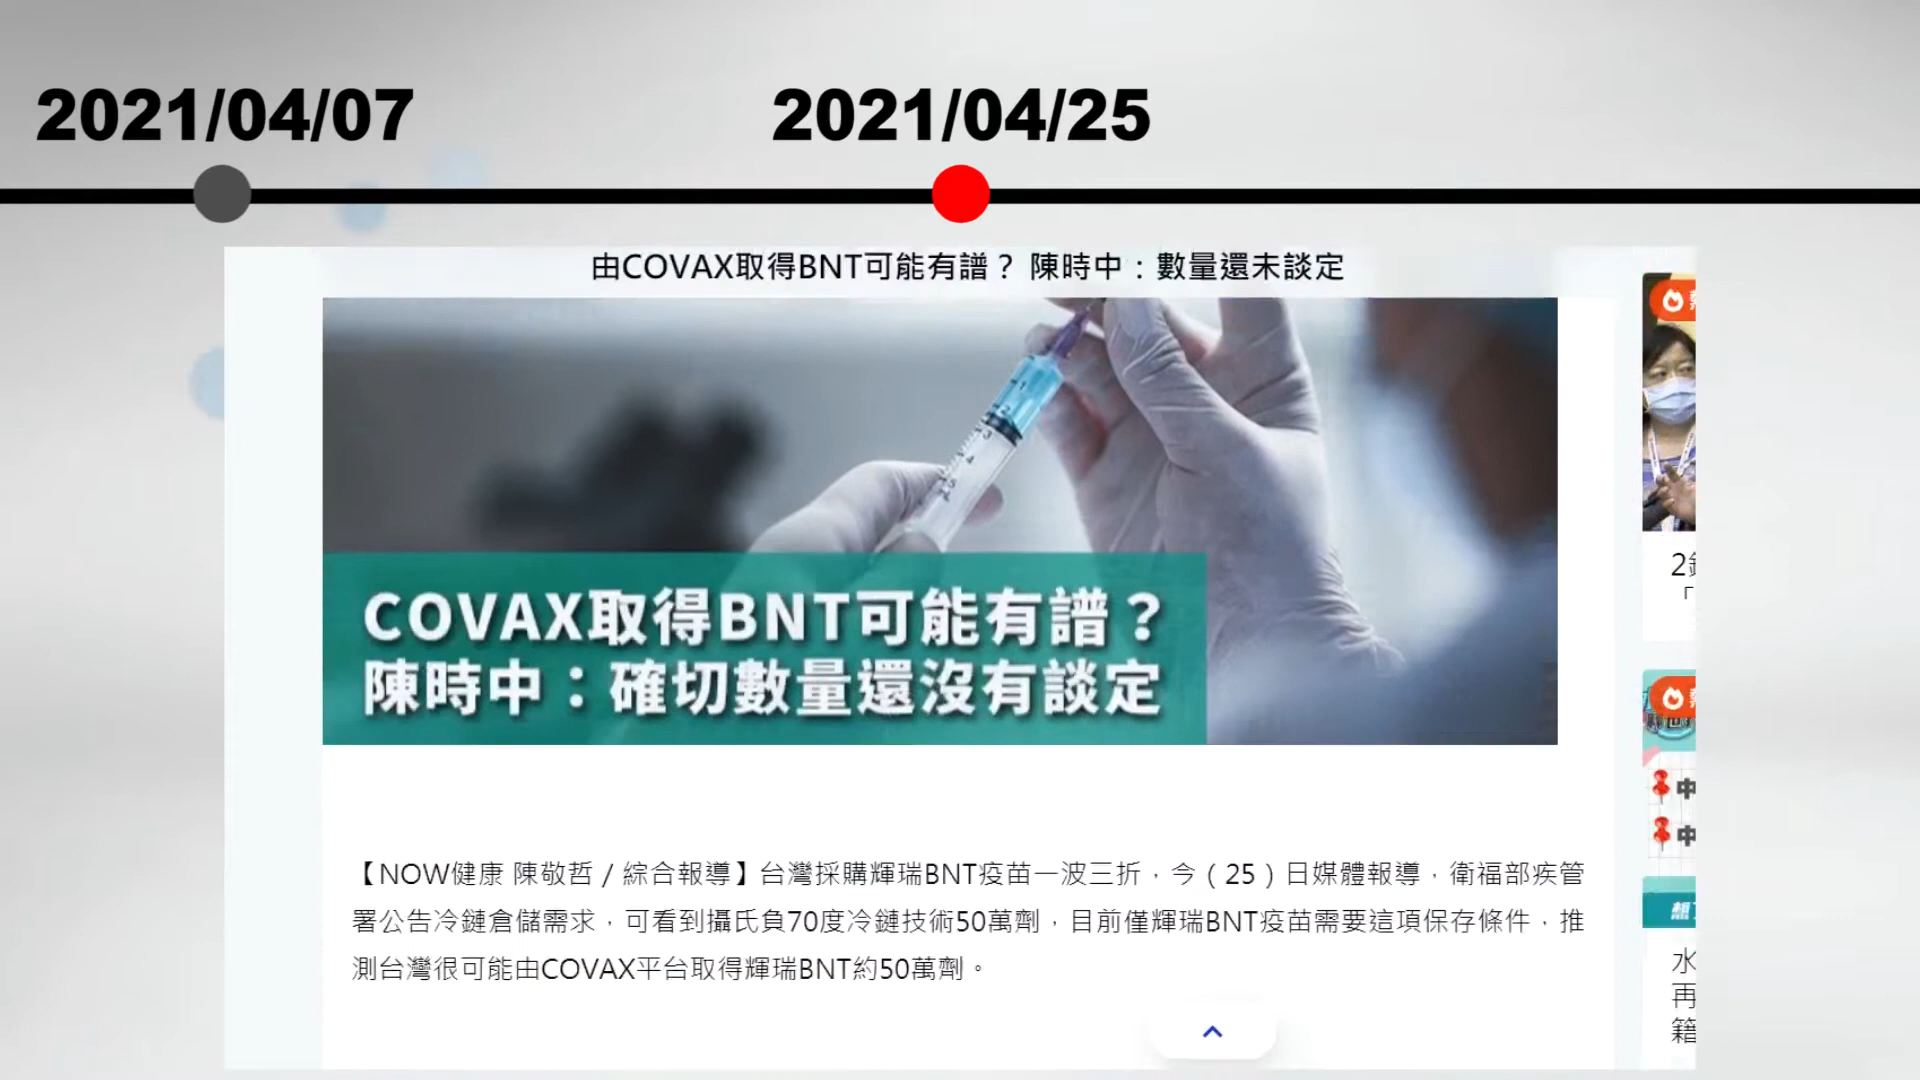 2021/04/07
2021/04/25
由COVAX取得BNT可能有譜？ 陳時中：數量還未談定
COVAX取得BNT可能有譜？
陳時中：確切數量還沒有談定
【NOW健康 陳敬哲／綜合報導】台灣採購輝瑞BNT疫苗一波三折，今（25）日媒體報導，衛福部疾管
署公告冷鏈倉儲需求，可看到攝氏負70度冷鏈技術50萬劑，目前僅輝瑞BNT疫苗需要這項保存條件，推
測台灣很可能由COVAX平台取得輝瑞BNT約50萬劑。
2
「
中
中
水
再
籍